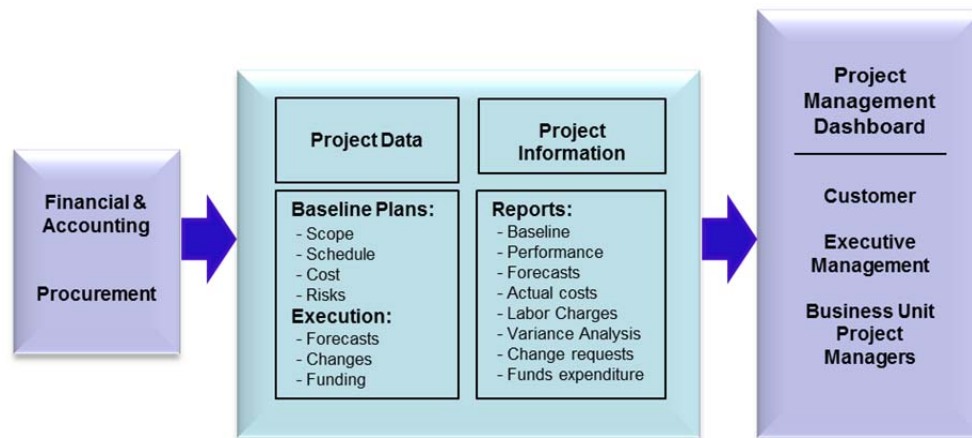 Financial &
Accounting
Procurement
Project Data
Baseline Plans:
- Scope
- Schedule
- Cost
- Risks
Execution:
- Forecasts
- Changes
- Funding
Project
Information
Reports:
- Baseline
- Performance
- Forecasts
- Actual costs
- Labor Charges
- Variance Analysis
- Change requests
- Funds expenditure
Project
Management
Dashboard
Customer
Executive
Management
Business Unit
Project
Managers